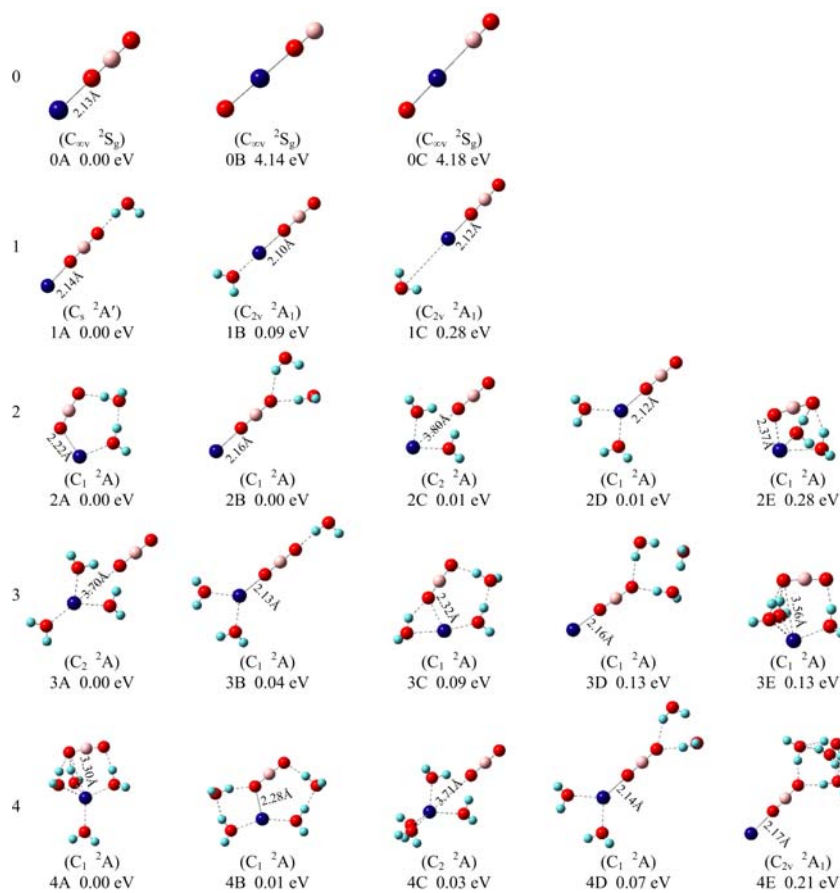 0
2.13Å
(C∞v ²Sg)
0A 0.00 eV
(C∞v ²Sg)
0B 4.14 eV
(C∞v ²Sg)
0C 4.18 eV
1
2.14Å
2.10Å
2.12Å
(Cs ²A′)
1A 0.00 eV
(C2v ²A1)
1B 0.09 eV
(C2v ²A1)
1C 0.28 eV
2
2.22Å
2.16Å
3.80Å
2.12Å
2.37Å
(C1 ²A)
2A 0.00 eV
(C1 ²A)
2B 0.00 eV
(C2 ²A)
2C 0.01 eV
(C1 ²A)
2D 0.01 eV
(C1 ²A)
2E 0.28 eV
3
3.70Å
2.13Å
2.32Å
2.16Å
3.56Å
(C2 ²A)
3A 0.00 eV
(C1 ²A)
3B 0.04 eV
(C1 ²A)
3C 0.09 eV
(C1 ²A)
3D 0.13 eV
(C1 ²A)
3E 0.13 eV
4
3.30Å
2.28Å
3.71Å
2.14Å
2.17Å
(C1 ²A)
4A 0.00 eV
(C1 ²A)
4B 0.01 eV
(C2 ²A)
4C 0.03 eV
(C1 ²A)
4D 0.07 eV
(C2v ²A1)
4E 0.21 eV